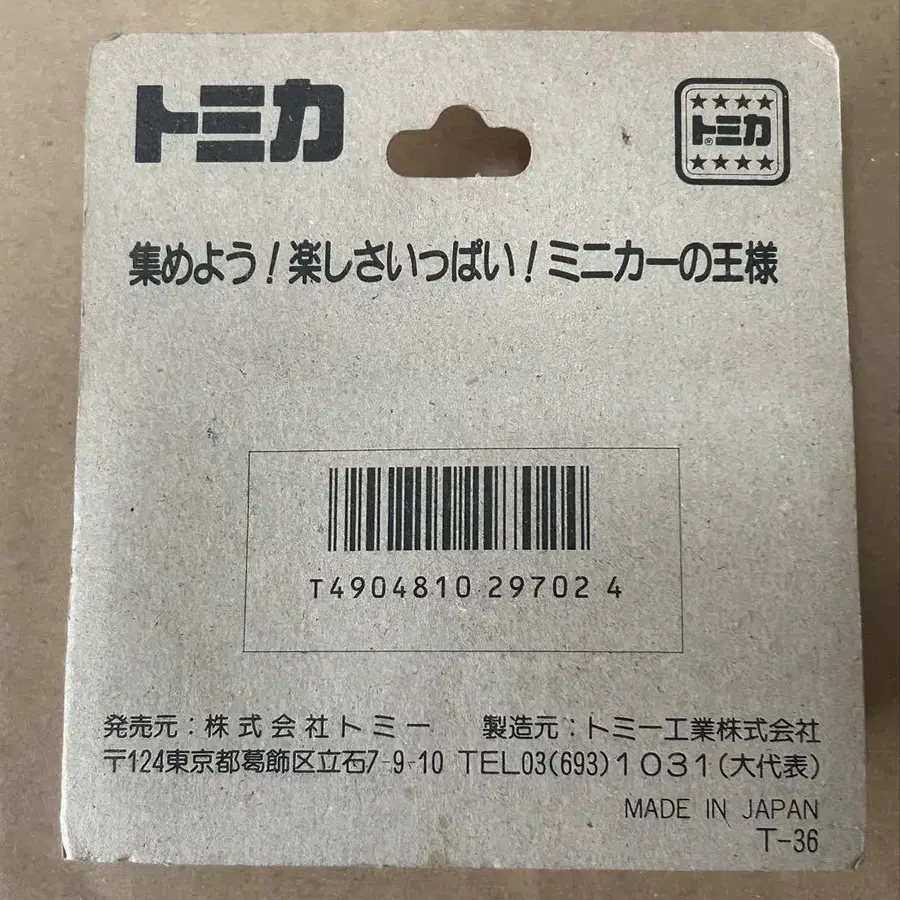 トミカ
★★★★
トミカ®
★★★★
集めよう！楽しさいっぱい！ミニカーの王様
T4904810 29702 4
発売元：株式会社トミー 製造元：トミー工業株式会社
〒124東京都葛飾区立石7-9-10 TEL03(693)1031(大代表)
MADE IN JAPAN
T-36